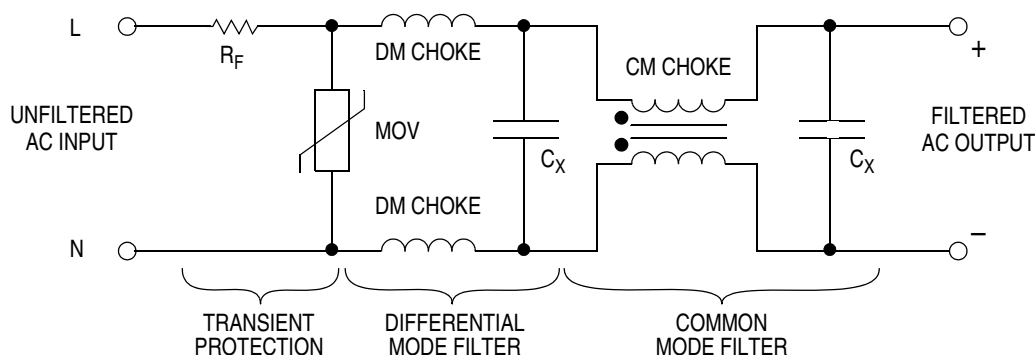 L
R_F
DM CHOKE
CM CHOKE
+
UNFILTERED
AC INPUT
MOV
C_X
C_X
FILTERED
AC OUTPUT
DM CHOKE
N
–
TRANSIENT
PROTECTION
DIFFERENTIAL
MODE FILTER
COMMON
MODE FILTER